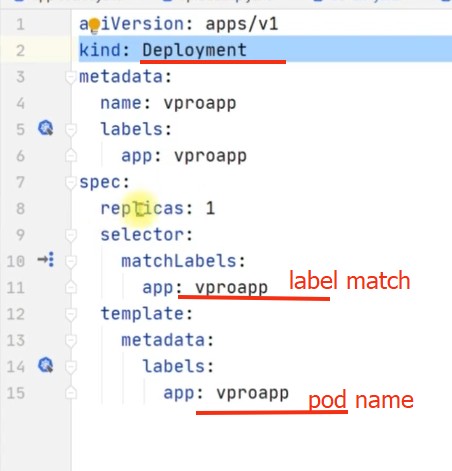 1 apiVersion: apps/v1
2 kind: Deployment
3 metadata:
4 name: vproapp
5 labels:
6 app: vproapp
7 spec:
8 replicas: 1
9 selector:
10 matchLabels:
11 app: vproapp label match
12 template:
13 metadata:
14 labels:
15 app: vproapp pod name